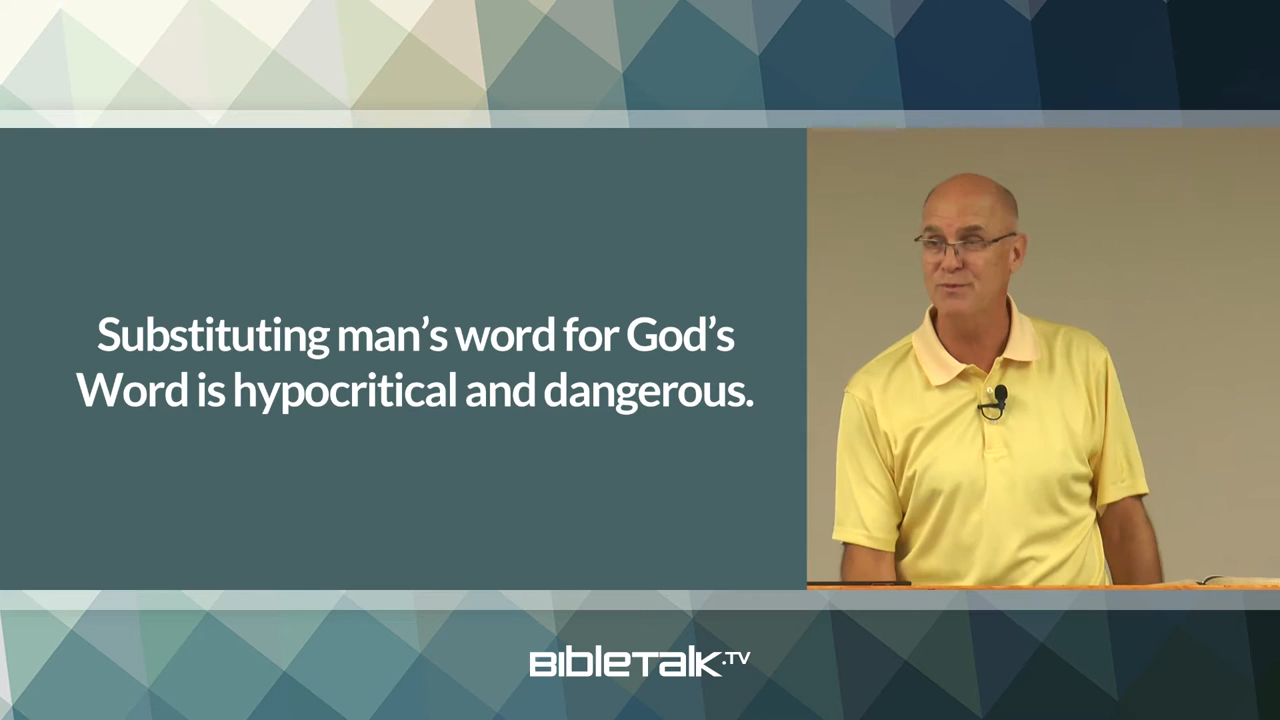 Substituting man’s word for God’s
Word is hypocritical and dangerous.
BIBLETALK.TV